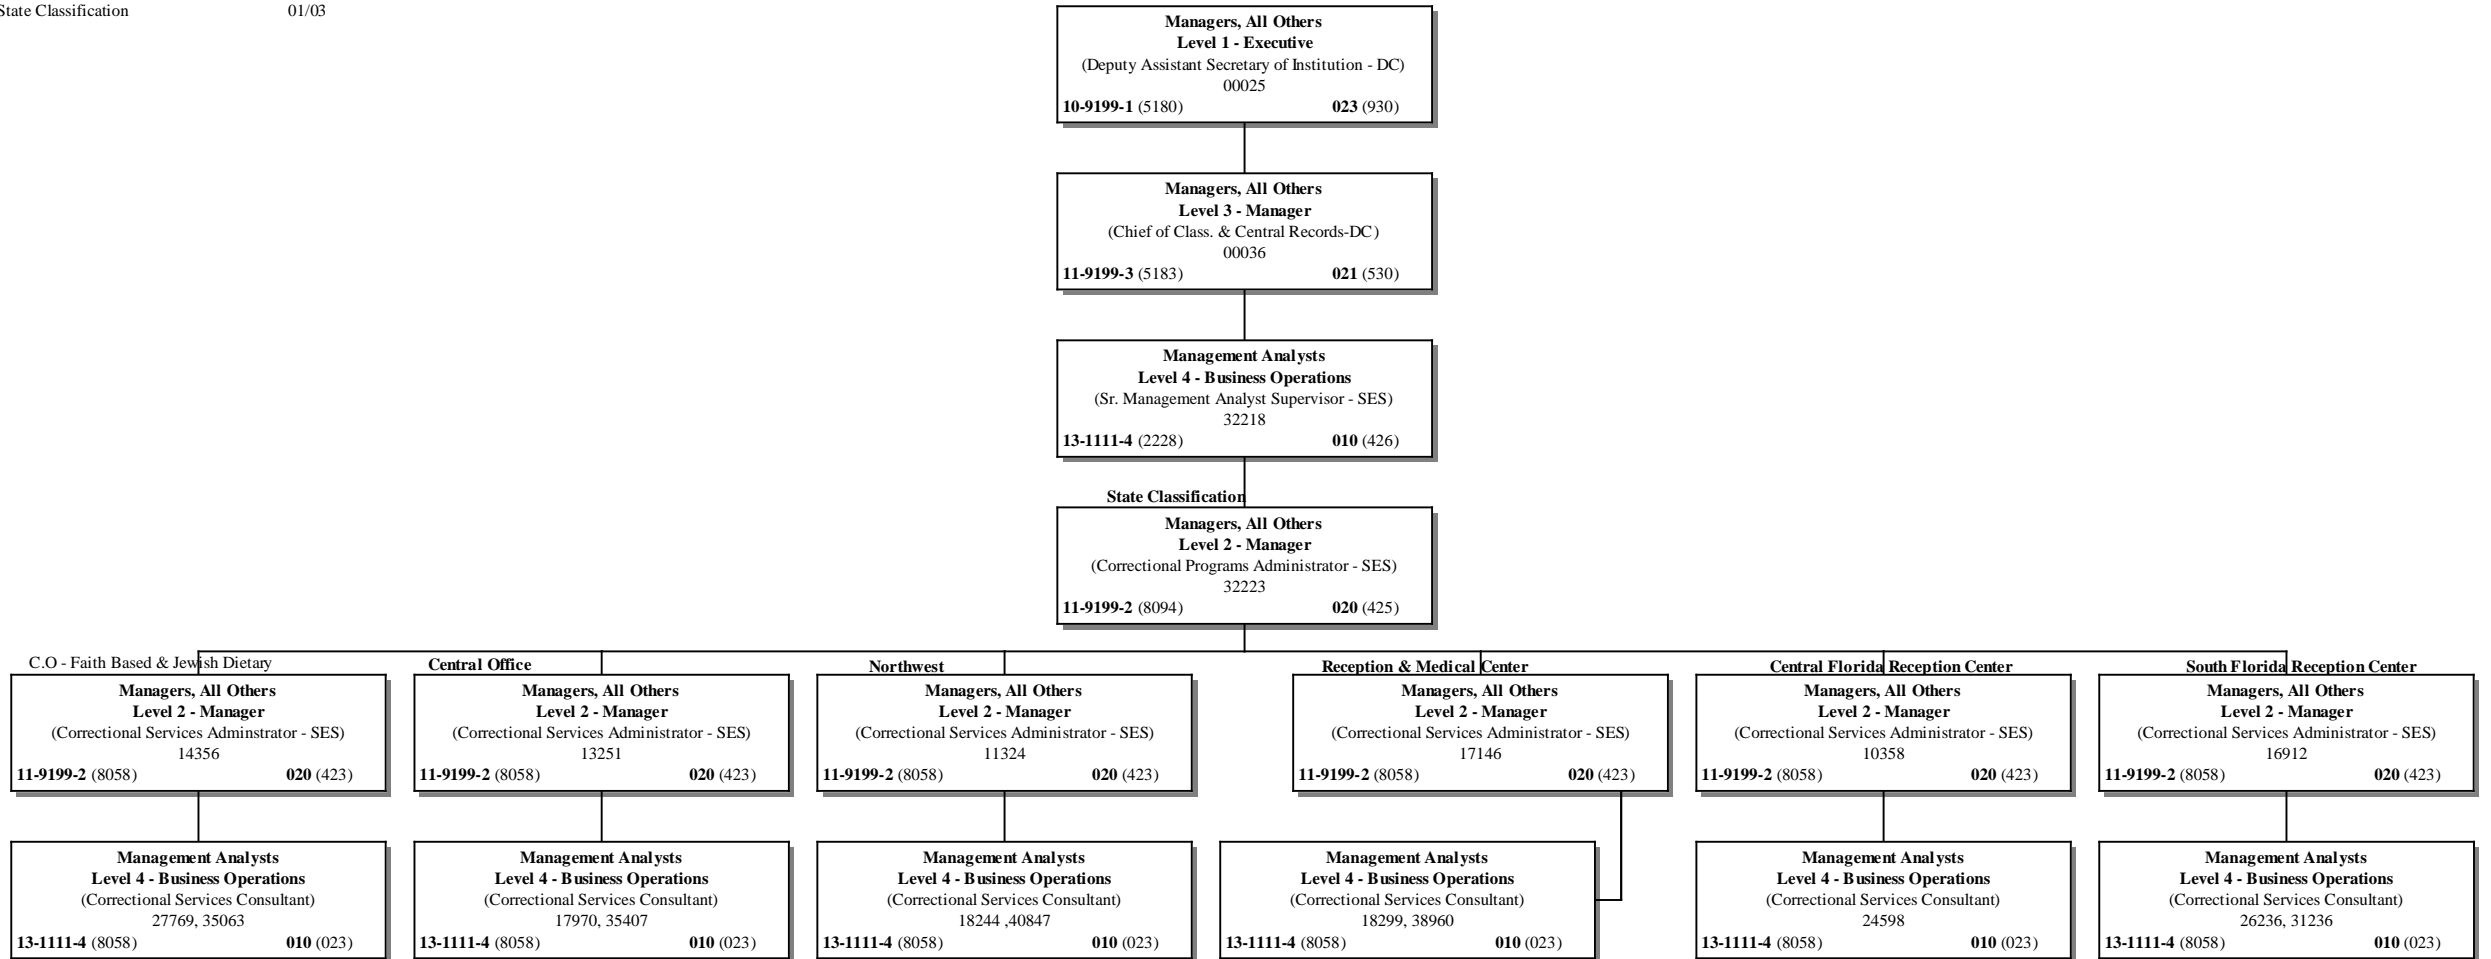 State Classification 01/03
Managers, All Others
Level 1 - Executive
(Deputy Assistant Secretary of Institution - DC)
00025
10-9199-1 (5180) 023 (930)
Managers, All Others
Level 3 - Manager
(Chief of Class. & Central Records-DC)
00036
11-9199-3 (5183) 021 (530)
Management Analysts
Level 4 - Business Operations
(Sr. Management Analyst Supervisor - SES)
32218
13-1111-4 (2228) 010 (426)
State Classification
Managers, All Others
Level 2 - Manager
(Correctional Programs Administrator - SES)
32223
11-9199-2 (8094) 020 (425)
C.O - Faith Based & Jewish Dietary
Managers, All Others
Level 2 - Manager
(Correctional Services Adminstrator - SES)
14356
11-9199-2 (8058) 020 (423)
Central Office
Managers, All Others
Level 2 - Manager
(Correctional Services Administrator - SES)
13251
11-9199-2 (8058) 020 (423)
Northwest
Managers, All Others
Level 2 - Manager
(Correctional Services Administrator - SES)
11324
11-9199-2 (8058) 020 (423)
Reception & Medical Center
Managers, All Others
Level 2 - Manager
(Correctional Services Administrator - SES)
17146
11-9199-2 (8058) 020 (423)
Central Florida Reception Center
Managers, All Others
Level 2 - Manager
(Correctional Services Administrator - SES)
10358
11-9199-2 (8058) 020 (423)
South Florida Reception Center
Managers, All Others
Level 2 - Manager
(Correctional Services Administrator - SES)
16912
11-9199-2 (8058) 020 (423)
Management Analysts
Level 4 - Business Operations
(Correctional Services Consultant)
27769, 35063
13-1111-4 (8058) 010 (023)
Management Analysts
Level 4 - Business Operations
(Correctional Services Consultant)
17970, 35407
13-1111-4 (8058) 010 (023)
Management Analysts
Level 4 - Business Operations
(Correctional Services Consultant)
18244 ,40847
13-1111-4 (8058) 010 (023)
Management Analysts
Level 4 - Business Operations
(Correctional Services Consultant)
18299, 38960
13-1111-4 (8058) 010 (023)
Management Analysts
Level 4 - Business Operations
(Correctional Services Consultant)
24598
13-1111-4 (8058) 010 (023)
Management Analysts
Level 4 - Business Operations
(Correctional Services Consultant)
26236, 31236
13-1111-4 (8058) 010 (023)